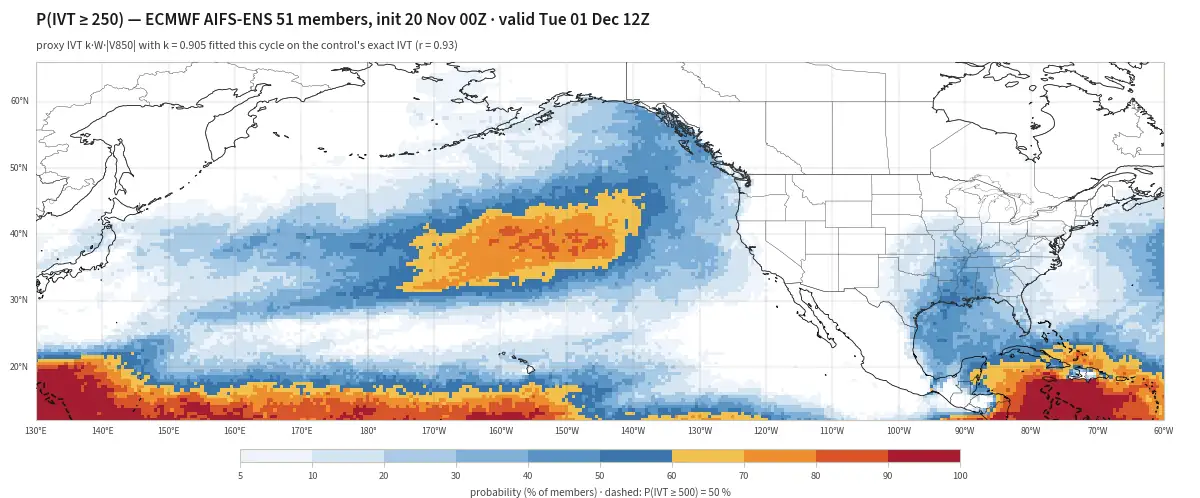 P(IVT ≥ 250) — ECMWF AIFS-ENS 51 members, init 20 Nov 00Z · valid Tue 01 Dec 12Z
proxy IVT k·W·|V850| with k = 0.905 fitted this cycle on the control's exact IVT (r = 0.93)
60°N
50°N
40°N
30°N
20°N
130°E 140°E 150°E 160°E 170°E 180° 170°W 160°W 150°W 140°W 130°W 120°W 110°W 100°W 90°W 80°W 70°W 60°W
5 10 20 30 40 50 60 70 80 90 100
probability (% of members) · dashed: P(IVT ≥ 500) = 50 %